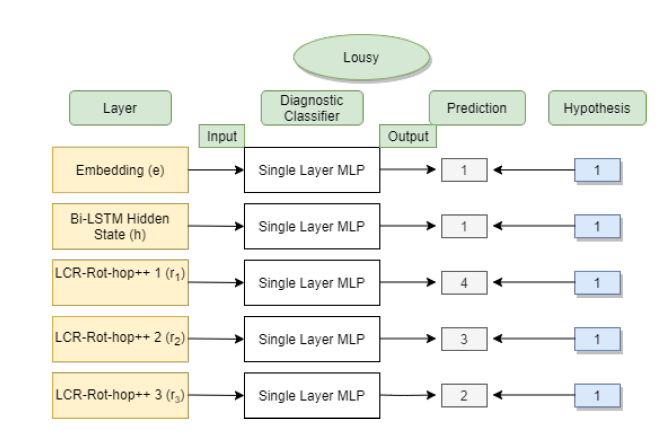 Lousy
Layer
Diagnostic
Classifier
Prediction
Hypothesis
Input
Output
Embedding (e)
Single Layer MLP
1
1
Bi-LSTM Hidden
State (h)
Single Layer MLP
1
1
LCR-Rot-hop++ 1 (r₁)
Single Layer MLP
4
1
LCR-Rot-hop++ 2 (r₂)
Single Layer MLP
3
1
LCR-Rot-hop++ 3 (r₃)
Single Layer MLP
2
1